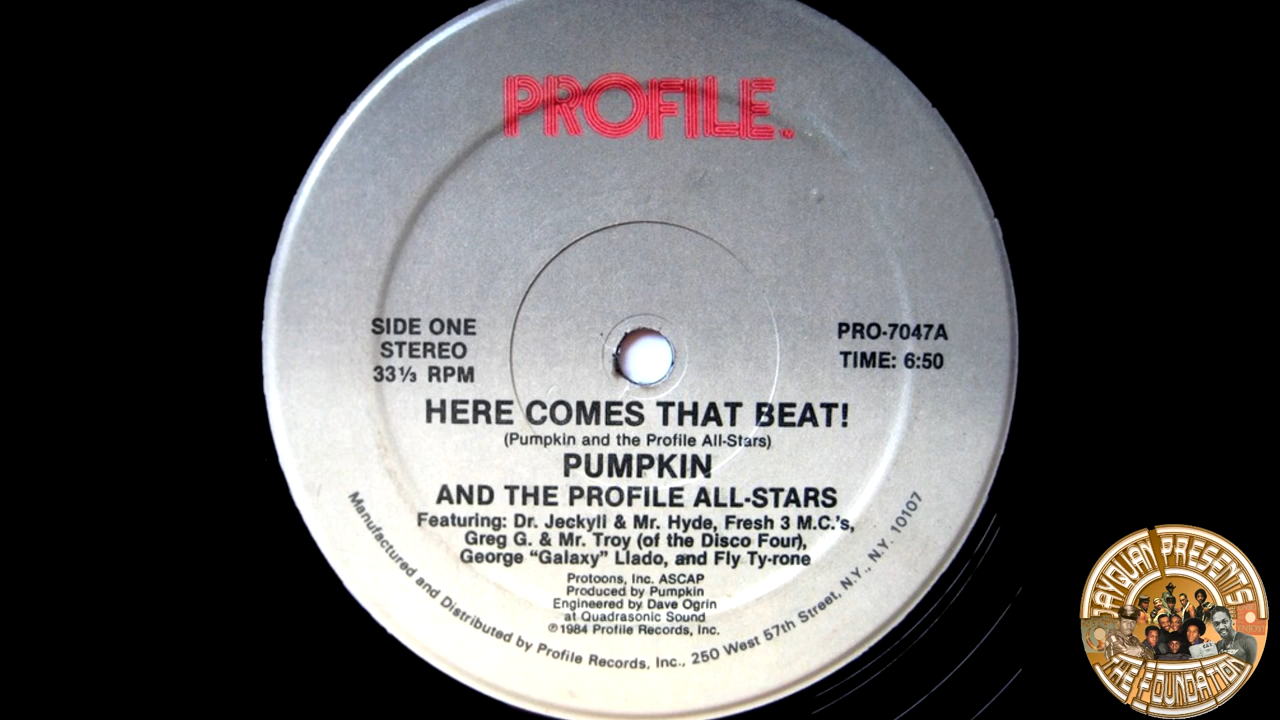 PROFILE TM
SIDE ONE
STEREO
33⅓ RPM
PRO-7047A
TIME: 6:50
HERE COMES THAT BEAT!
(Pumpkin and the Profile All-Stars)
PUMPKIN
AND THE PROFILE ALL-STARS
Featuring: Dr. Jeckyll & Mr. Hyde, Fresh 3 M.C.'s,
Greg G. & Mr. Troy (of the Disco Four),
George "Galaxy" Llado, and Fly Ty-rone
Protoons, Inc. ASCAP
Produced by Pumpkin
Engineered by Dave Ogrin
at Quadrasonic Sound
℗1984 Profile Records, Inc.
Manufactured and Distributed by Profile Records, Inc., 250 West 57th Street, N.Y., N.Y. 10107
JAYQUAN PRESENTS
THE FOUNDATION